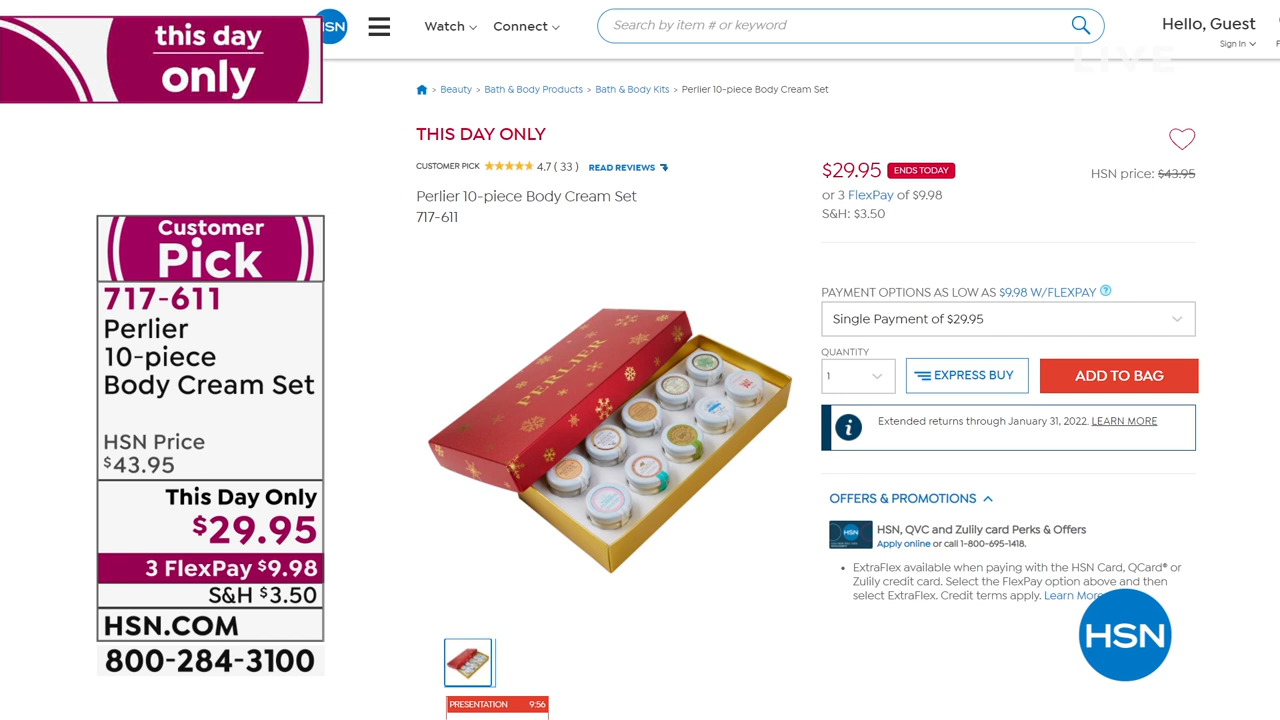 this day
only
HSN
Watch
Connect
Search by item # or keyword
Hello, Guest
Sign In
LIVE
> Beauty > Bath & Body Products > Bath & Body Kits > Perlier 10-piece Body Cream Set
THIS DAY ONLY
CUSTOMER PICK 4.7 ( 33 ) READ REVIEWS
Perlier 10-piece Body Cream Set
717-611
$29.95 ENDS TODAY
HSN price: $43.95
or 3 FlexPay of $9.98
S&H: $3.50
Customer
Pick
717-611
Perlier
10-piece
Body Cream Set
HSN Price
$43.95
This Day Only
$29.95
3 FlexPay $9.98
S&H $3.50
HSN.COM
800-284-3100
PERLIER
PAYMENT OPTIONS AS LOW AS $9.98 W/FLEXPAY ?
Single Payment of $29.95
QUANTITY
1
EXPRESS BUY
ADD TO BAG
Extended returns through January 31, 2022. LEARN MORE
OFFERS & PROMOTIONS
HSN
HSN, QVC and Zulily card Perks & Offers
Apply online or call 1-800-695-1418.
• ExtraFlex available when paying with the HSN Card, QCard® or
Zulily credit card. Select the FlexPay option above and then
select ExtraFlex. Credit terms apply. Learn More
HSN
PRESENTATION 9:56